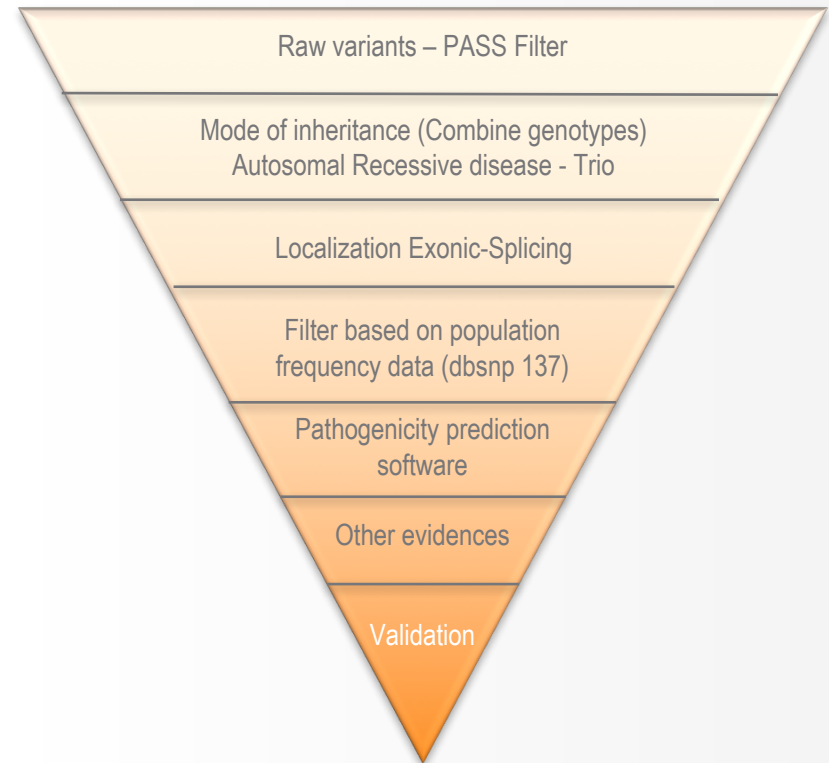 Raw variants – PASS Filter
Mode of inheritance (Combine genotypes)
Autosomal Recessive disease - Trio
Localization Exonic-Splicing
Filter based on population
frequency data (dbsnp 137)
Pathogenicity prediction
software
Other evidences
Validation